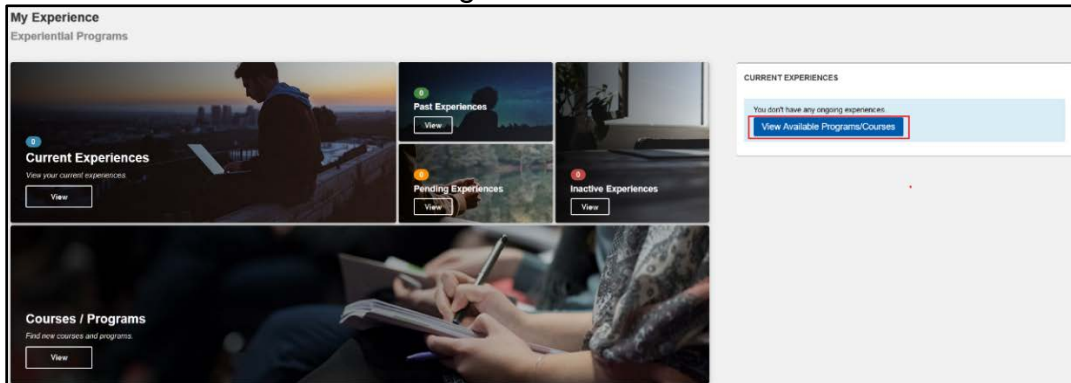 My Experience
Experiential Programs
0
Current Experiences
View your current experiences.
View
0
Past Experiences
View
0
Pending Experiences
View
0
Inactive Experiences
View
Courses / Programs
Find new courses and programs.
View
CURRENT EXPERIENCES
You don't have any ongoing experiences.
View Available Programs/Courses